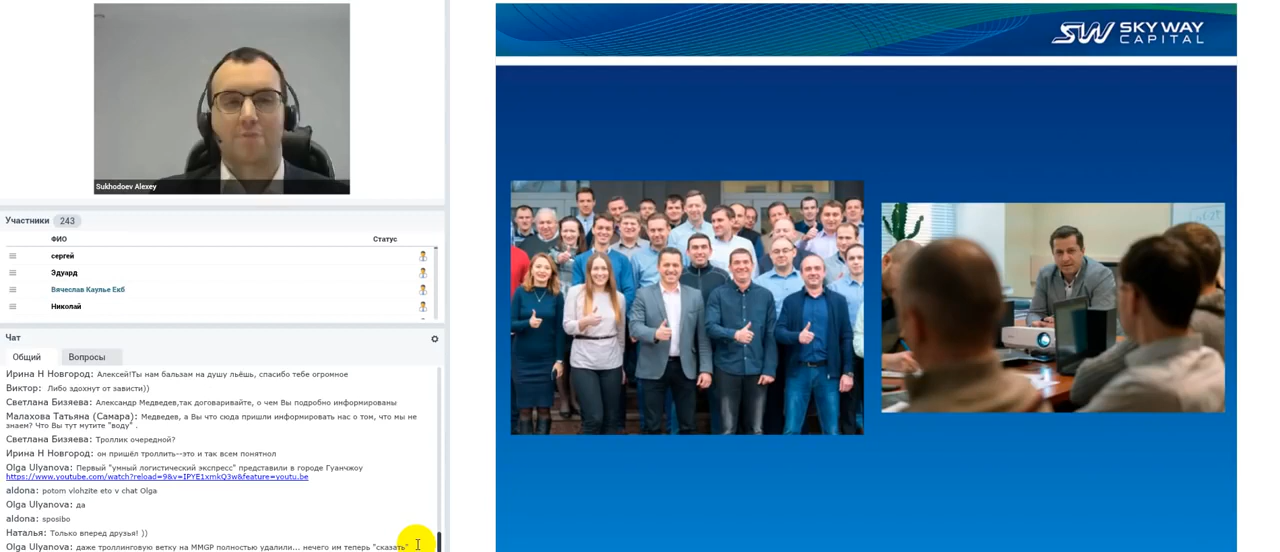 Sukhodoev Alexey
SW SKY WAY
CAPITAL
Участники 243
ФИО Статус
сергей
Эдуард
Вячеслав Каулье Екб
Николай
Чат
Общий Вопросы
Ирина Н Новгород: Алексей!Ты нам бальзам на душу льёшь, спасибо тебе огромное
Виктор: Либо здохнут от зависти))
Светлана Бизяева: Александр Медведев,так договаривайте, о чем Вы подробно информированы
Малахова Татьяна (Самара): Медведев, а Вы что сюда пришли информировать нас о том, что мы не
знаем? Что Вы тут мутите "воду" .
Светлана Бизяева: Троллик очередной?
Ирина Н Новгород: он пришёл троллить--это и так всем понятнол
Olga Ulyanova: Первый "умный логистический экспресс" представили в городе Гуанчжоу
https://www.youtube.com/watch?reload=9&v=IPYE1xmkQ3w&feature=youtu.be
aldona: potom vlohzite eto v chat Olga
Olga Ulyanova: да
aldona: sposibo
Наталья: Только вперед друзья! ))
Olga Ulyanova: даже троллинговую ветку на MMGP полностью удалили... нечего им теперь "сказать"